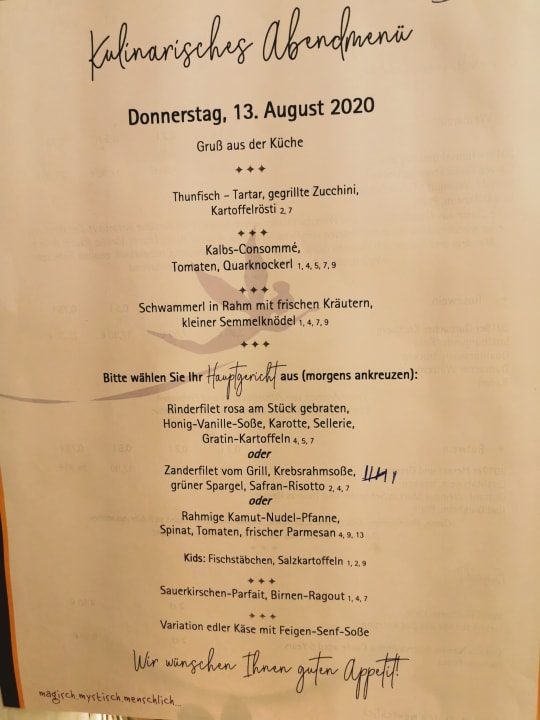 Kulinarisches Abendmenü
Donnerstag, 13. August 2020
Gruß aus der Küche
Thunfisch – Tartar, gegrillte Zucchini,
Kartoffelrösti 2, 7
Kalbs-Consommé,
Tomaten, Quarknockerl 1, 4, 5, 7, 9
Schwammerl in Rahm mit frischen Kräutern,
kleiner Semmelknödel 1, 4, 7, 9
Bitte wählen Sie Ihr Hauptgericht aus (morgens ankreuzen):
Rinderfilet rosa am Stück gebraten,
Honig-Vanille-Soße, Karotte, Sellerie,
Gratin-Kartoffeln 4, 5, 7
oder
Zanderfilet vom Grill, Krebsrahmsoße,
grüner Spargel, Safran-Risotto 2, 4, 7
oder
Rahmige Kamut-Nudel-Pfanne,
Spinat, Tomaten, frischer Parmesan 4, 9, 13
Kids: Fischstäbchen, Salzkartoffeln 1, 2, 9
Sauerkirschen-Parfait, Birnen-Ragout 1, 4, 7
Variation edler Käse mit Feigen-Senf-Soße
Wir wünschen Ihnen guten Appetit!
magisch.mystisch.menschlich...